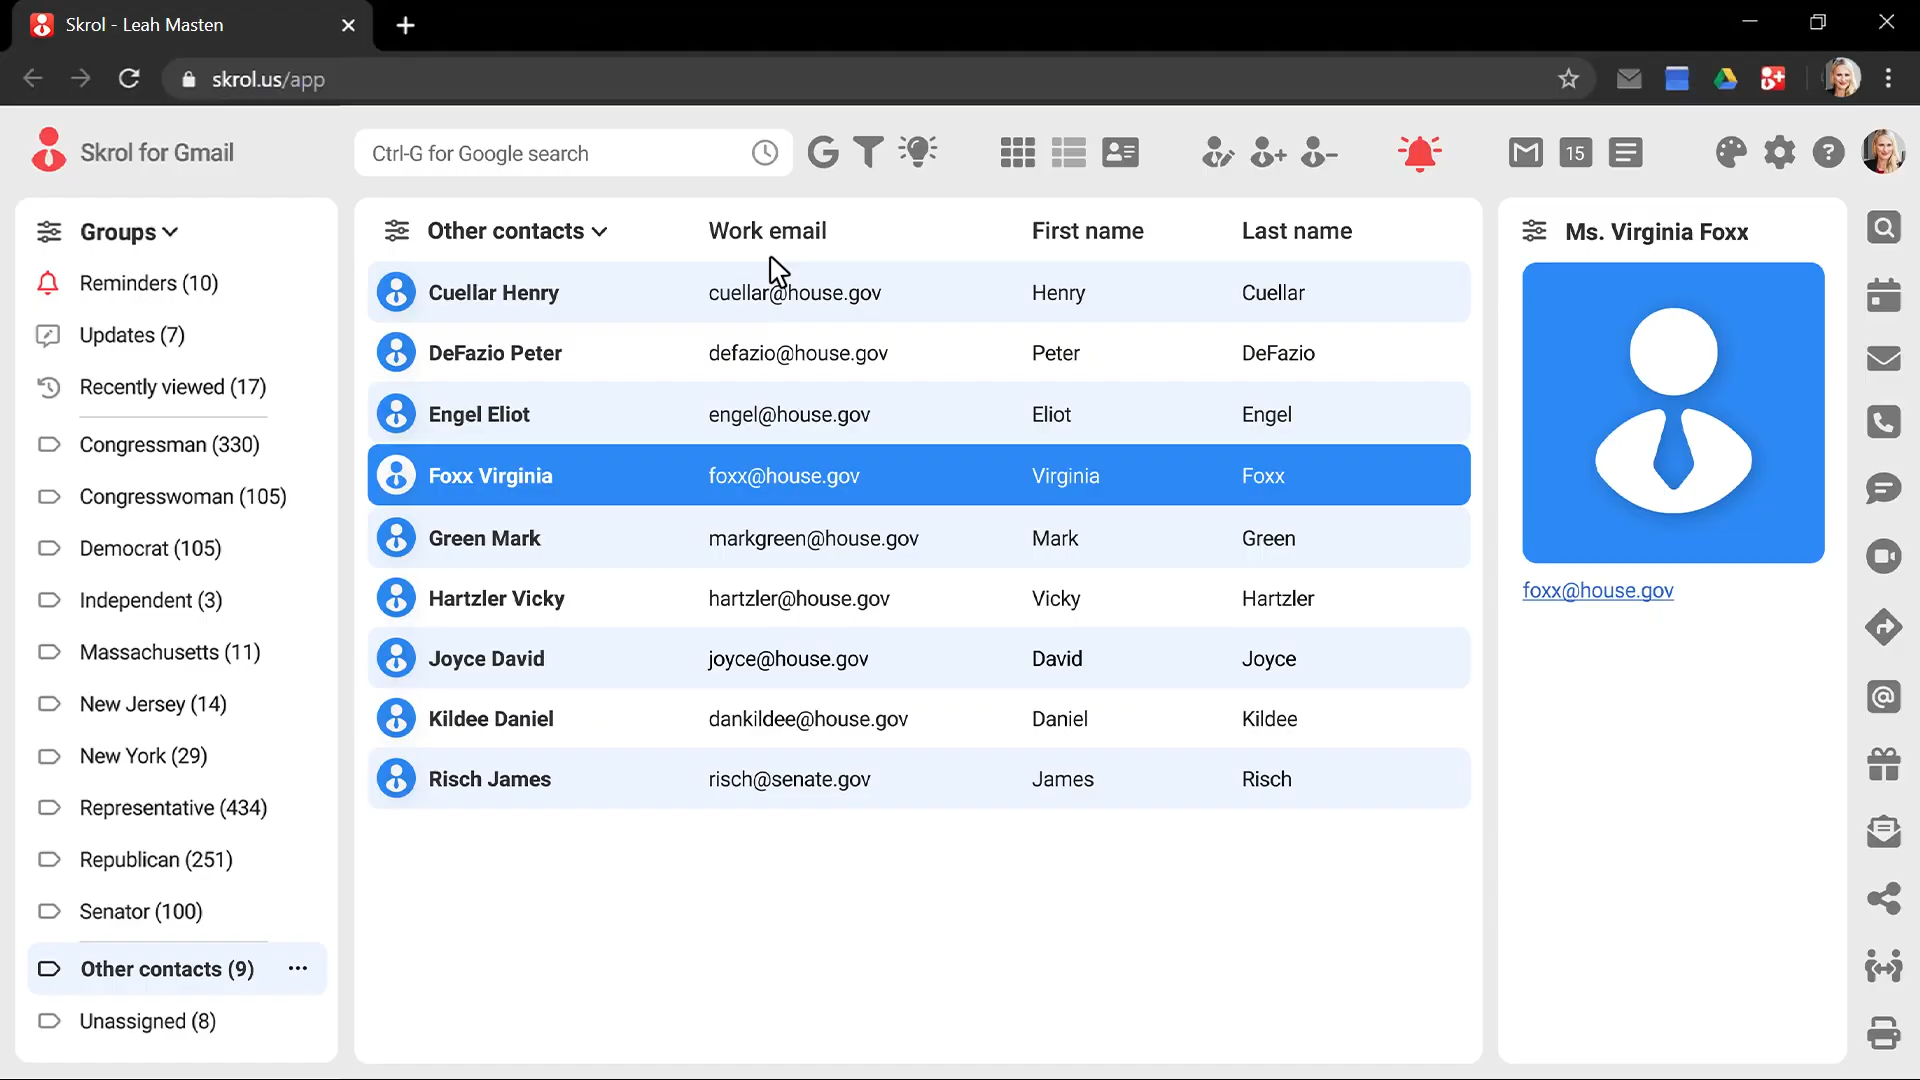 Skrol - Leah Masten
skrol.us/app
Skrol for Gmail
Ctrl-G for Google search
15
Groups
Reminders (10)
Updates (7)
Recently viewed (17)
Congressman (330)
Congresswoman (105)
Democrat (105)
Independent (3)
Massachusetts (11)
New Jersey (14)
New York (29)
Representative (434)
Republican (251)
Senator (100)
Other contacts (9)
Unassigned (8)
Other contacts Work email First name Last name
Cuellar Henry cuellar@house.gov Henry Cuellar
DeFazio Peter defazio@house.gov Peter DeFazio
Engel Eliot engel@house.gov Eliot Engel
Foxx Virginia foxx@house.gov Virginia Foxx
Green Mark markgreen@house.gov Mark Green
Hartzler Vicky hartzler@house.gov Vicky Hartzler
Joyce David joyce@house.gov David Joyce
Kildee Daniel dankildee@house.gov Daniel Kildee
Risch James risch@senate.gov James Risch
Ms. Virginia Foxx
foxx@house.gov